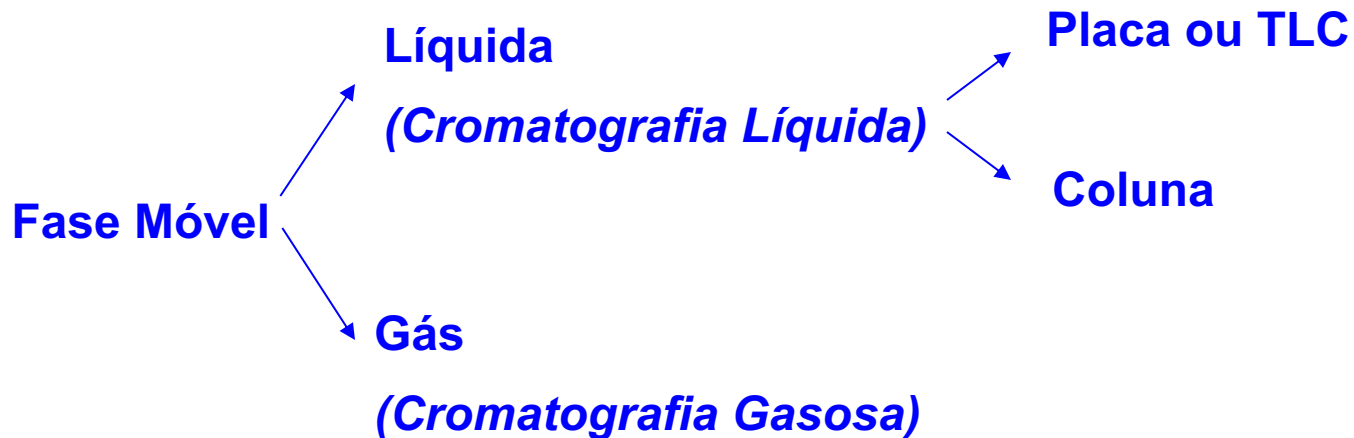 Fase Móvel
Líquida
(Cromatografia Líquida)
Placa ou TLC
Coluna
Gás
(Cromatografia Gasosa)